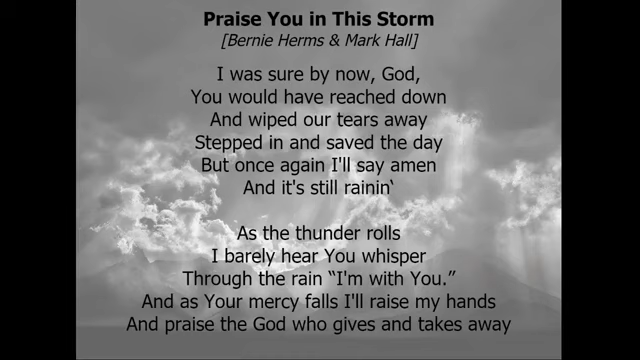 Praise You in This Storm
[Bernie Herms & Mark Hall]
I was sure by now, God,
You would have reached down
And wiped our tears away
Stepped in and saved the day
But once again I'll say amen
And it's still rainin‘
As the thunder rolls
I barely hear You whisper
Through the rain “I'm with You.”
And as Your mercy falls I'll raise my hands
And praise the God who gives and takes away